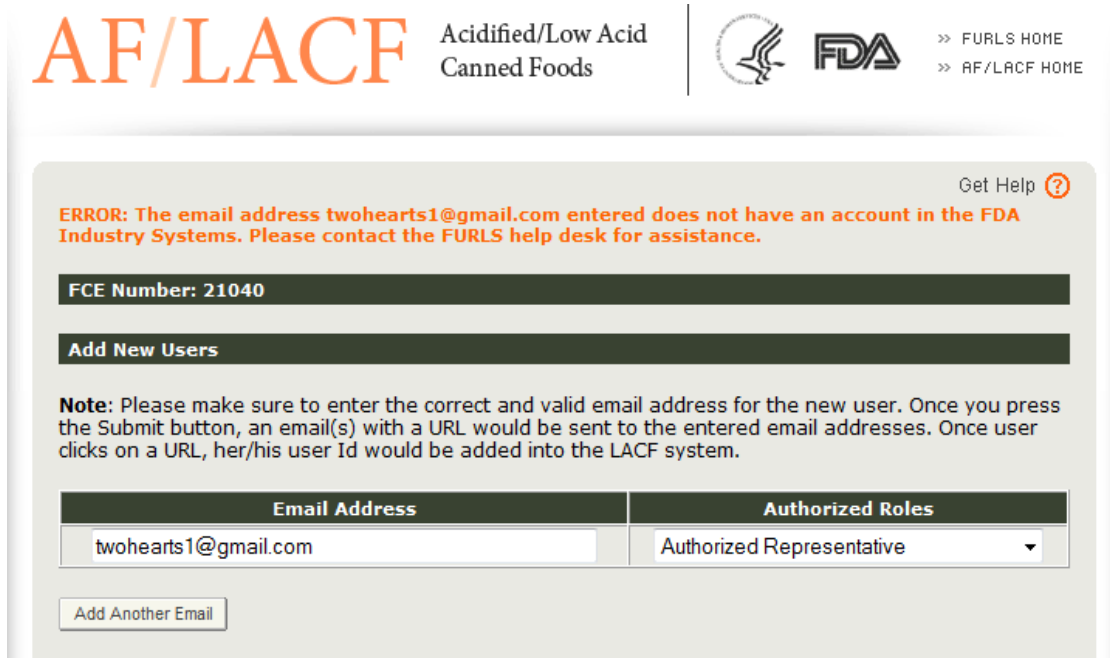 AF/LACF
Acidified/Low Acid
Canned Foods
FDA
>> FURLS HOME
>> AF/LACF HOME
Get Help ?
ERROR: The email address twohearts1@gmail.com entered does not have an account in the FDA
Industry Systems. Please contact the FURLS help desk for assistance.
FCE Number: 21040
Add New Users
Note: Please make sure to enter the correct and valid email address for the new user. Once you press
the Submit button, an email(s) with a URL would be sent to the entered email addresses. Once user
clicks on a URL, her/his user Id would be added into the LACF system.
Email Address
Authorized Roles
twohearts1@gmail.com
Authorized Representative
Add Another Email